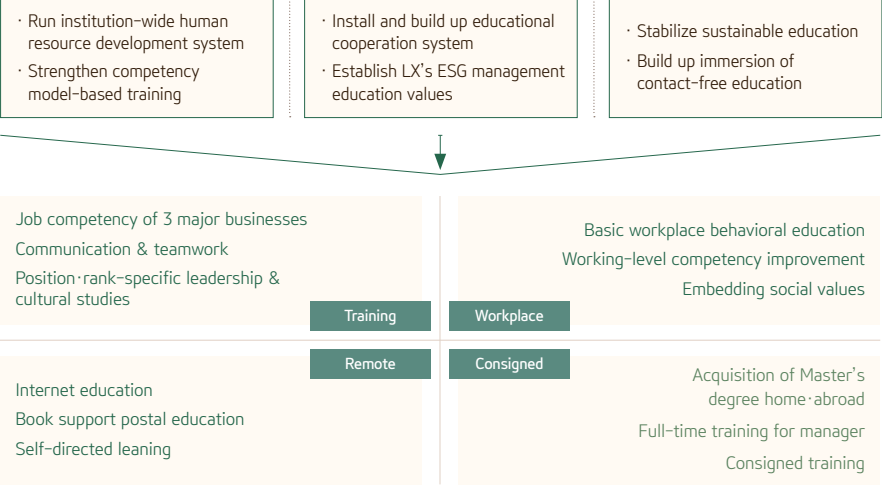 · Run institution-wide human
resource development system
· Strengthen competency
model-based training
· Install and build up educational
cooperation system
· Establish LX's ESG management
education values
· Stabilize sustainable education
· Build up immersion of
contact-free education
Job competency of 3 major businesses
Communication & teamwork
Position·rank-specific leadership &
cultural studies
Training
Basic workplace behavioral education
Working-level competency improvement
Embedding social values
Workplace
Remote
Internet education
Book support postal education
Self-directed leaning
Consigned
Acquisition of Master's
degree home·abroad
Full-time training for manager
Consigned training